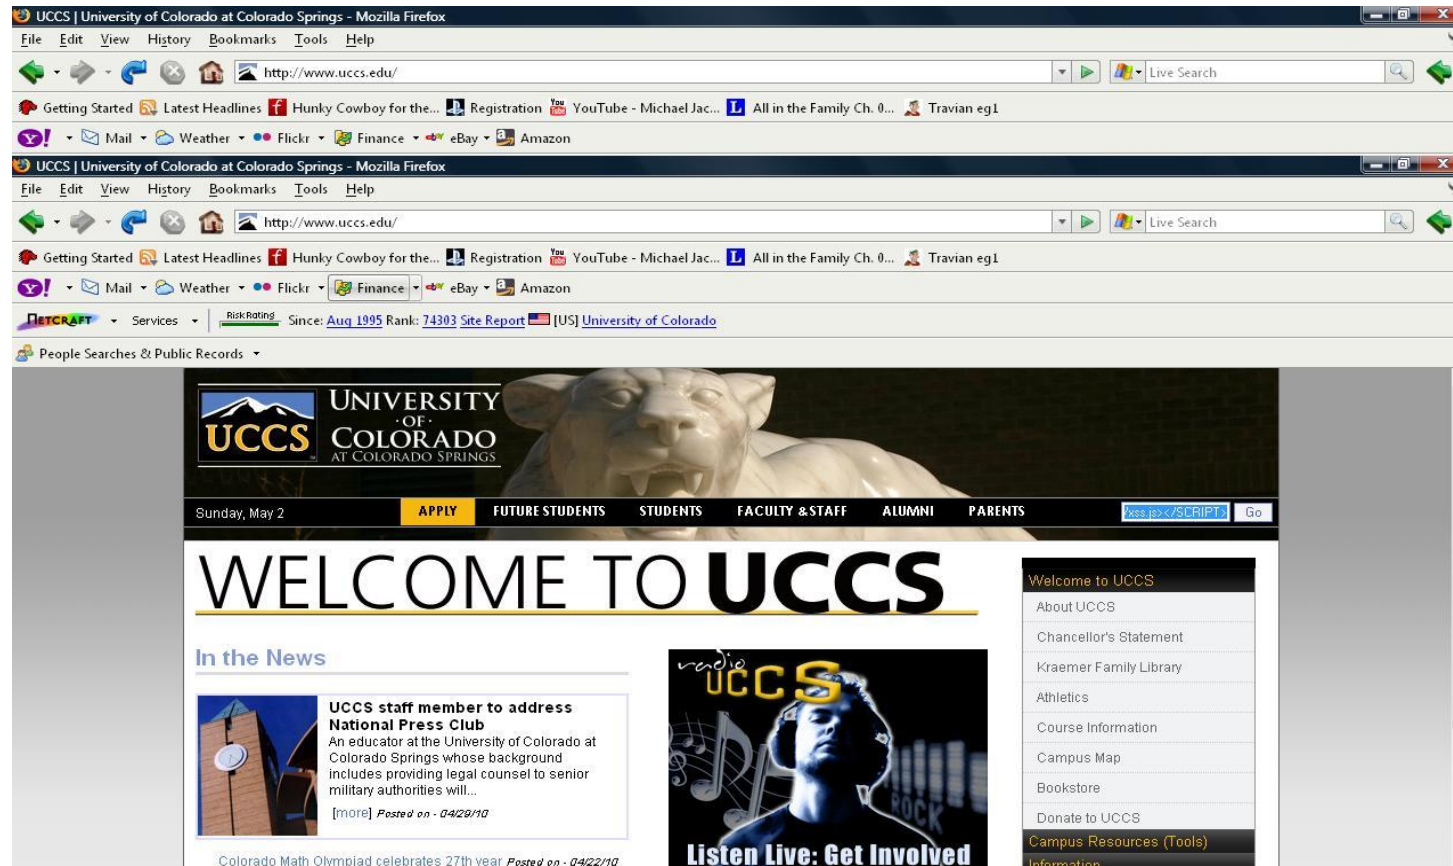 UCCS | University of Colorado at Colorado Springs - Mozilla Firefox
File Edit View History Bookmarks Tools Help
http://www.uccs.edu/ Live Search
Getting Started Latest Headlines Hunky Cowboy for the... Registration YouTube - Michael Jac... All in the Family Ch. 0... Travian eg1
Mail Weather Flickr Finance eBay Amazon
UCCS | University of Colorado at Colorado Springs - Mozilla Firefox
File Edit View History Bookmarks Tools Help
http://www.uccs.edu/ Live Search
Getting Started Latest Headlines Hunky Cowboy for the... Registration YouTube - Michael Jac... All in the Family Ch. 0... Travian eg1
Mail Weather Flickr Finance eBay Amazon
NETCRAFT Services Risk Rating Since: Aug 1995 Rank: 74303 Site Report [US] University of Colorado
People Searches & Public Records
UCCS
UNIVERSITY
·OF·
COLORADO
AT COLORADO SPRINGS
Sunday, May 2 APPLY FUTURE STUDENTS STUDENTS FACULTY & STAFF ALUMNI PARENTS /xss.js></SCRIPT> Go
WELCOME TO UCCS
In the News
UCCS staff member to address
National Press Club
An educator at the University of Colorado at
Colorado Springs whose background
includes providing legal counsel to senior
military authorities will...
[more] Posted on - 04/29/10
Colorado Math Olympiad celebrates 27th year Posted on - 04/22/10
radio
UCCS
ROCK
Listen Live: Get Involved
Welcome to UCCS
About UCCS
Chancellor's Statement
Kraemer Family Library
Athletics
Course Information
Campus Map
Bookstore
Donate to UCCS
Campus Resources (Tools)
Information